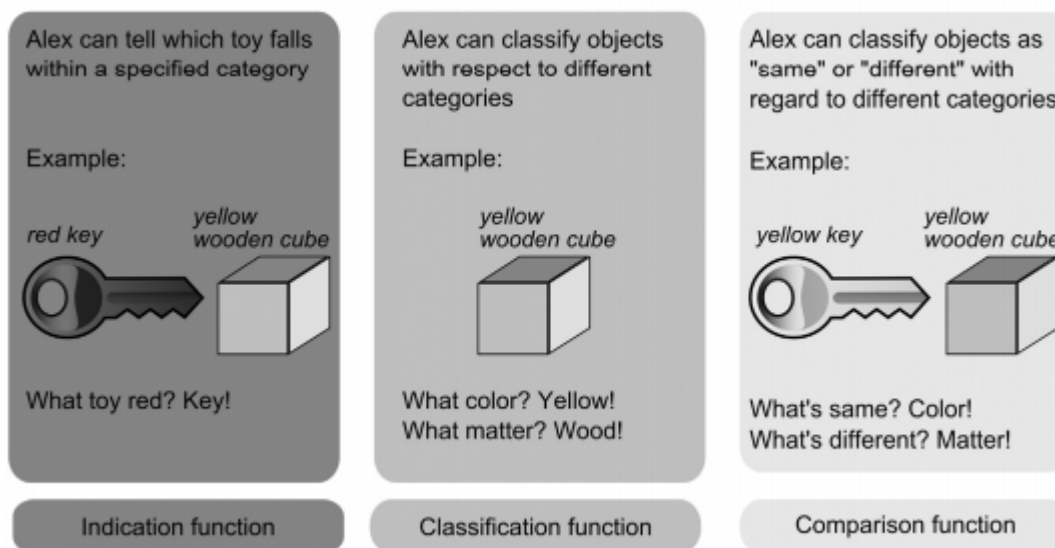 Alex can tell which toy falls
within a specified category
Example:
red key
yellow
wooden cube
What toy red? Key!
Indication function
Alex can classify objects
with respect to different
categories
Example:
yellow
wooden cube
What color? Yellow!
What matter? Wood!
Classification function
Alex can classify objects as
"same" or "different" with
regard to different categories
Example:
yellow key
yellow
wooden cube
What's same? Color!
What's different? Matter!
Comparison function